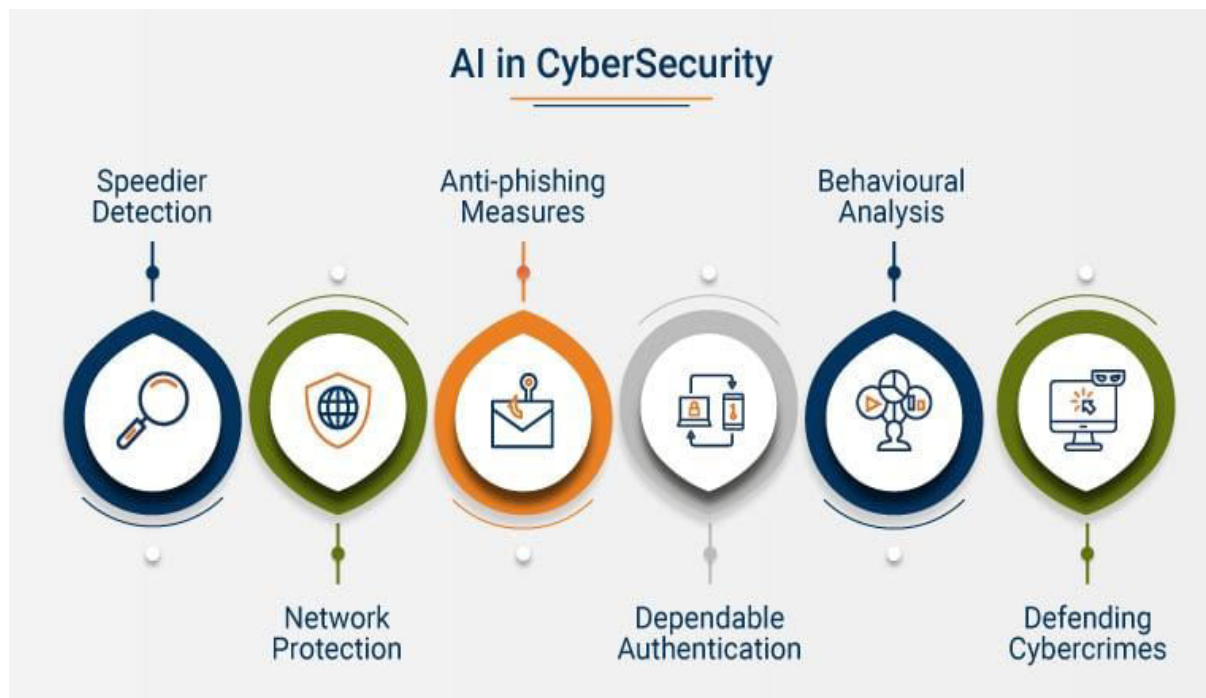 AI in CyberSecurity
Speedier
Detection
Network
Protection
Anti-phishing
Measures
Dependable
Authentication
Behavioural
Analysis
Defending
Cybercrimes